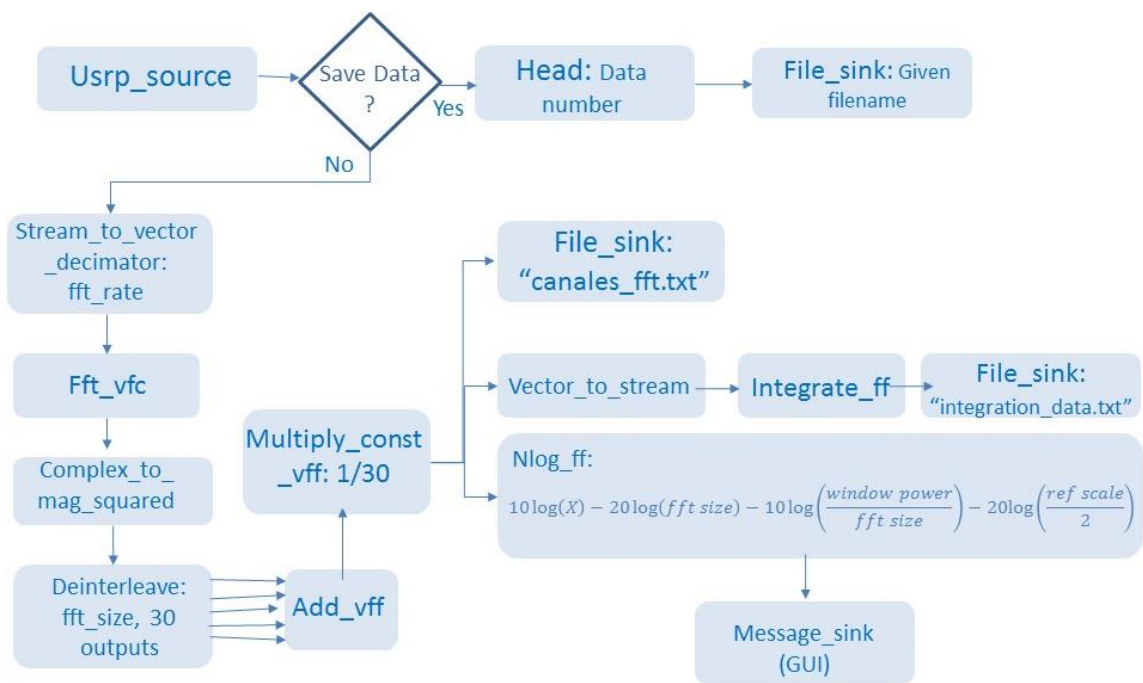 Usrp_source
Save Data
?
Yes
No
Head: Data
number
File_sink: Given
filename
Stream_to_vector
_decimator:
fft_rate
Fft_vfc
Complex_to_
mag_squared
Deinterleave:
fft_size, 30
outputs
Add_vff
Multiply_const
_vff: 1/30
File_sink:
“canales_fft.txt”
Vector_to_stream
Integrate_ff
File_sink:
“integration_data.txt”
Nlog_ff:
10 log(X) − 20 log(fft size) − 10 log(window power / fft size) − 20log(ref scale / 2)
Message_sink
(GUI)